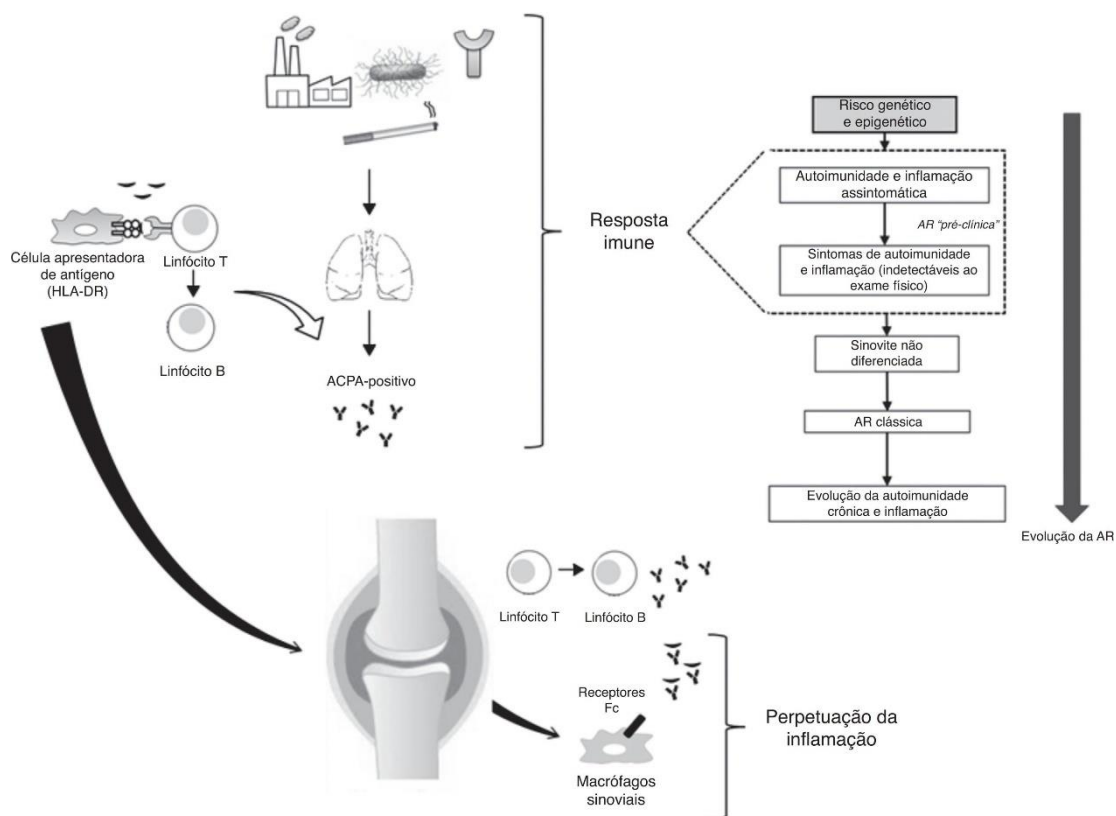 Célula apresentadora
de antígeno
(HLA-DR)
Linfócito T
Linfócito B
ACPA-positivo
Resposta
imune
Risco genético
e epigenético
Autoimunidade e inflamação
assintomática
AR “pré-clínica”
Sintomas de autoimunidade
e inflamação (indetectáveis ao
exame físico)
Sinovite não
diferenciada
AR clássica
Evolução da autoimunidade
crônica e inflamação
Evolução da AR
Linfócito T
Linfócito B
Receptores
Fc
Macrófagos
sinoviais
Perpetuação da
inflamação